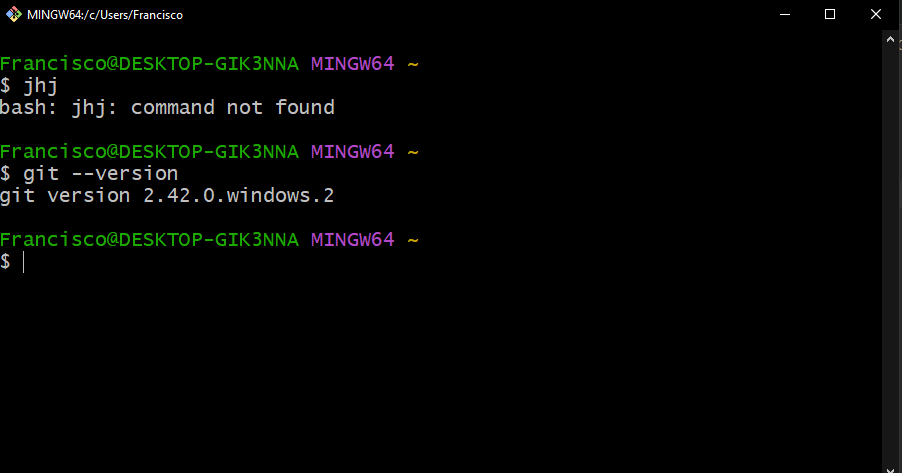 MINGW64:/c/Users/Francisco
Francisco@DESKTOP-GIK3NNA MINGW64 ~
$ jhj
bash: jhj: command not found
Francisco@DESKTOP-GIK3NNA MINGW64 ~
$ git --version
git version 2.42.0.windows.2
Francisco@DESKTOP-GIK3NNA MINGW64 ~
$